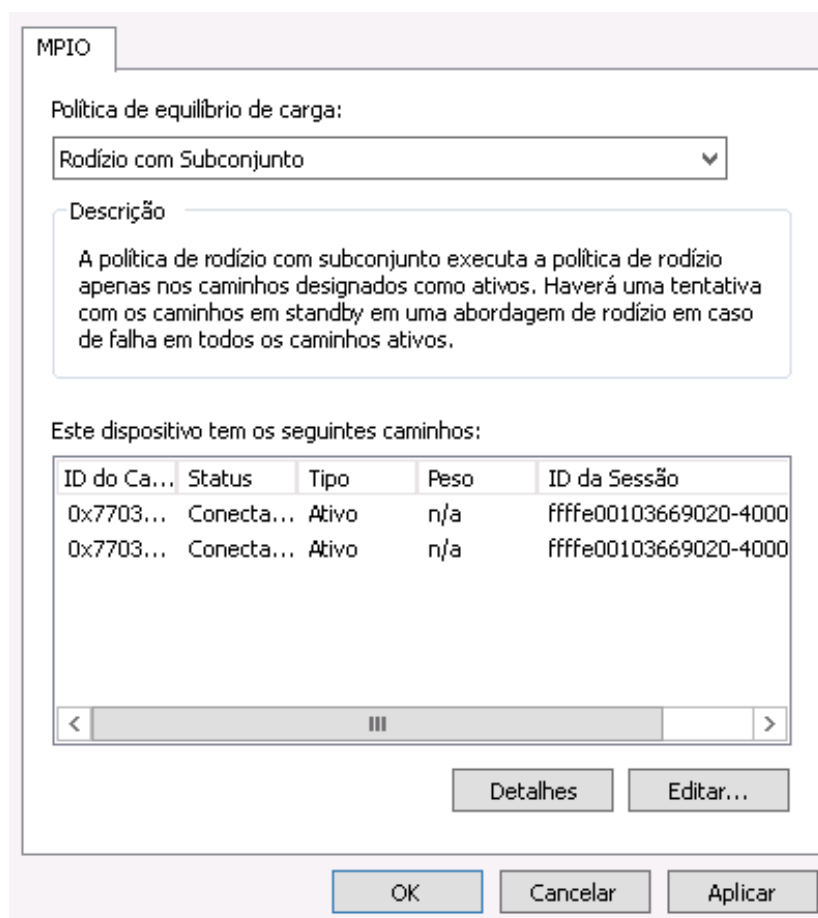 MPIO
Política de equilíbrio de carga:
Rodízio com Subconjunto
Descrição
A política de rodízio com subconjunto executa a política de rodízio
apenas nos caminhos designados como ativos. Haverá uma tentativa
com os caminhos em standby em uma abordagem de rodízio em caso
de falha em todos os caminhos ativos.
Este dispositivo tem os seguintes caminhos:
ID do Ca... Status Tipo Peso ID da Sessão
0x7703... Conecta... Ativo n/a ffffe00103669020-4000
0x7703... Conecta... Ativo n/a ffffe00103669020-4000
Detalhes Editar...
OK Cancelar Aplicar